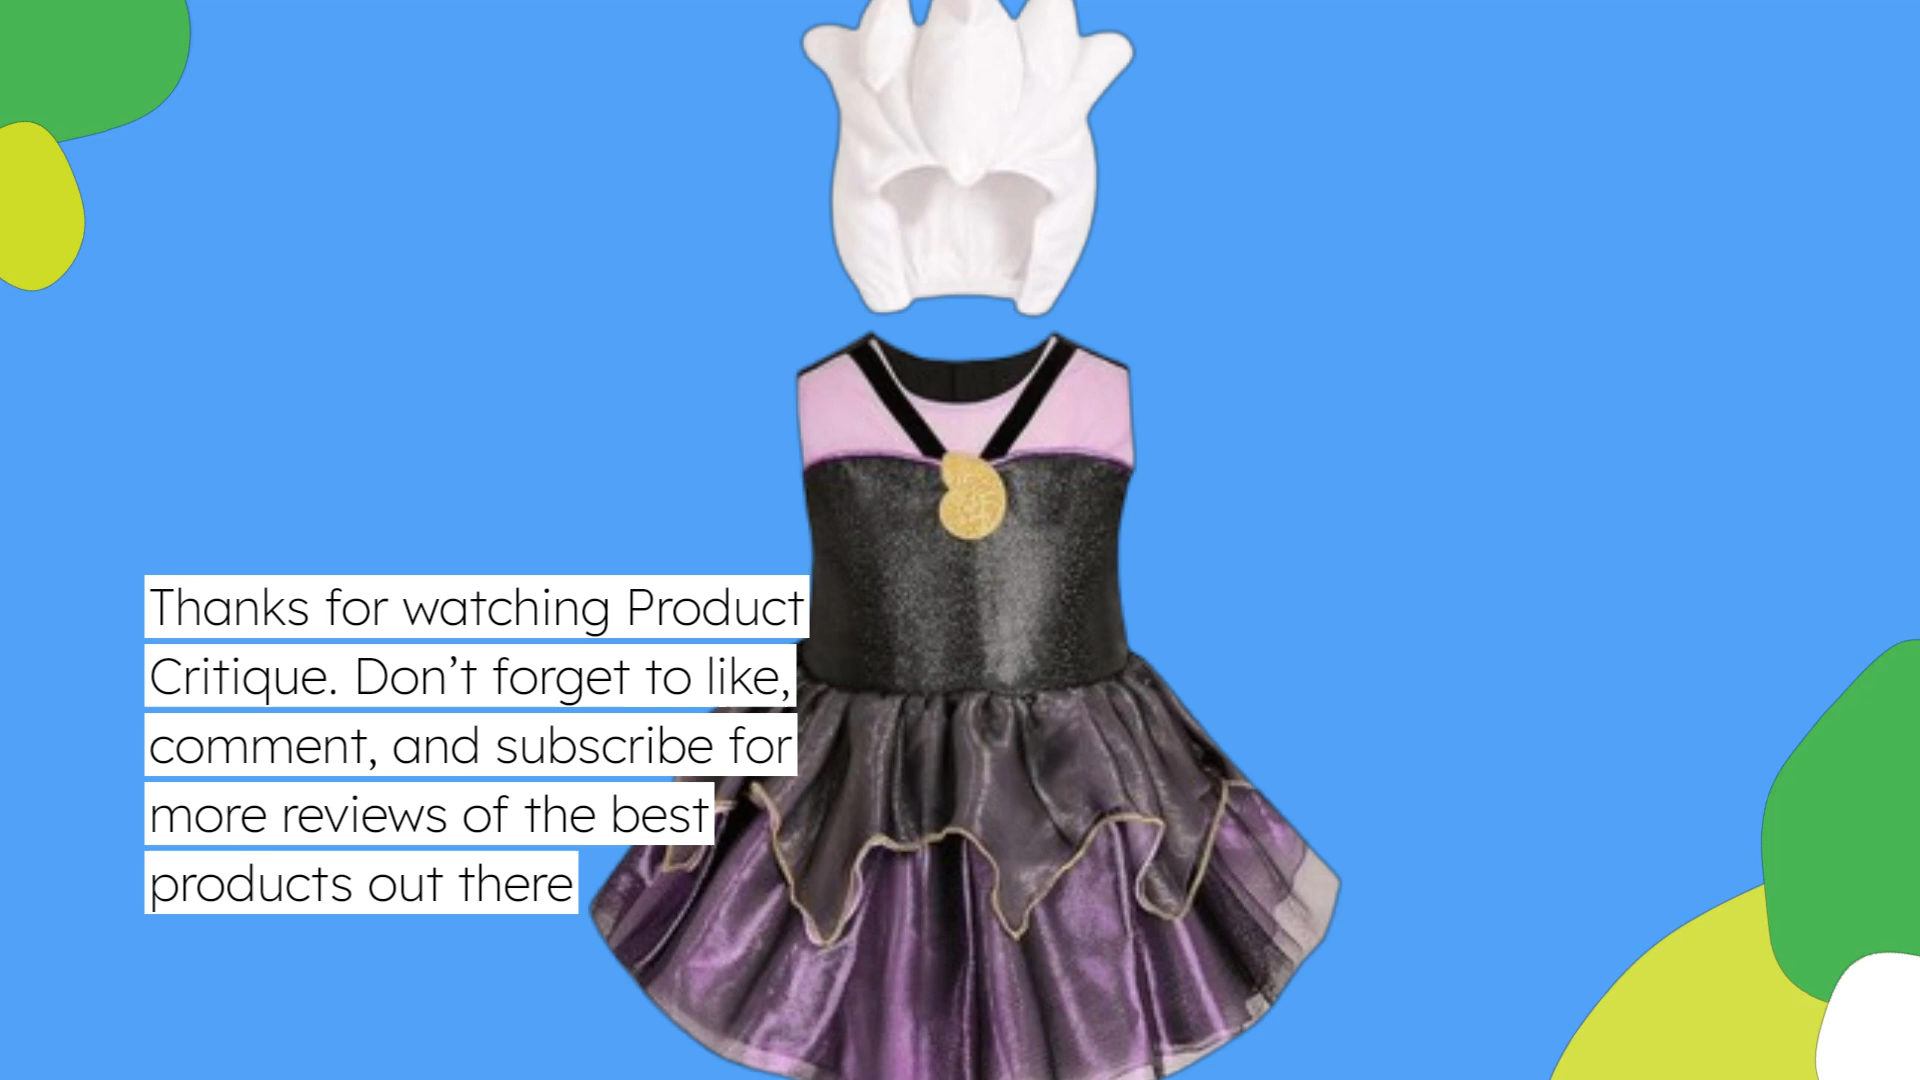 Thanks for watching Product
Critique. Don’t forget to like,
comment, and subscribe for
more reviews of the best
products out there